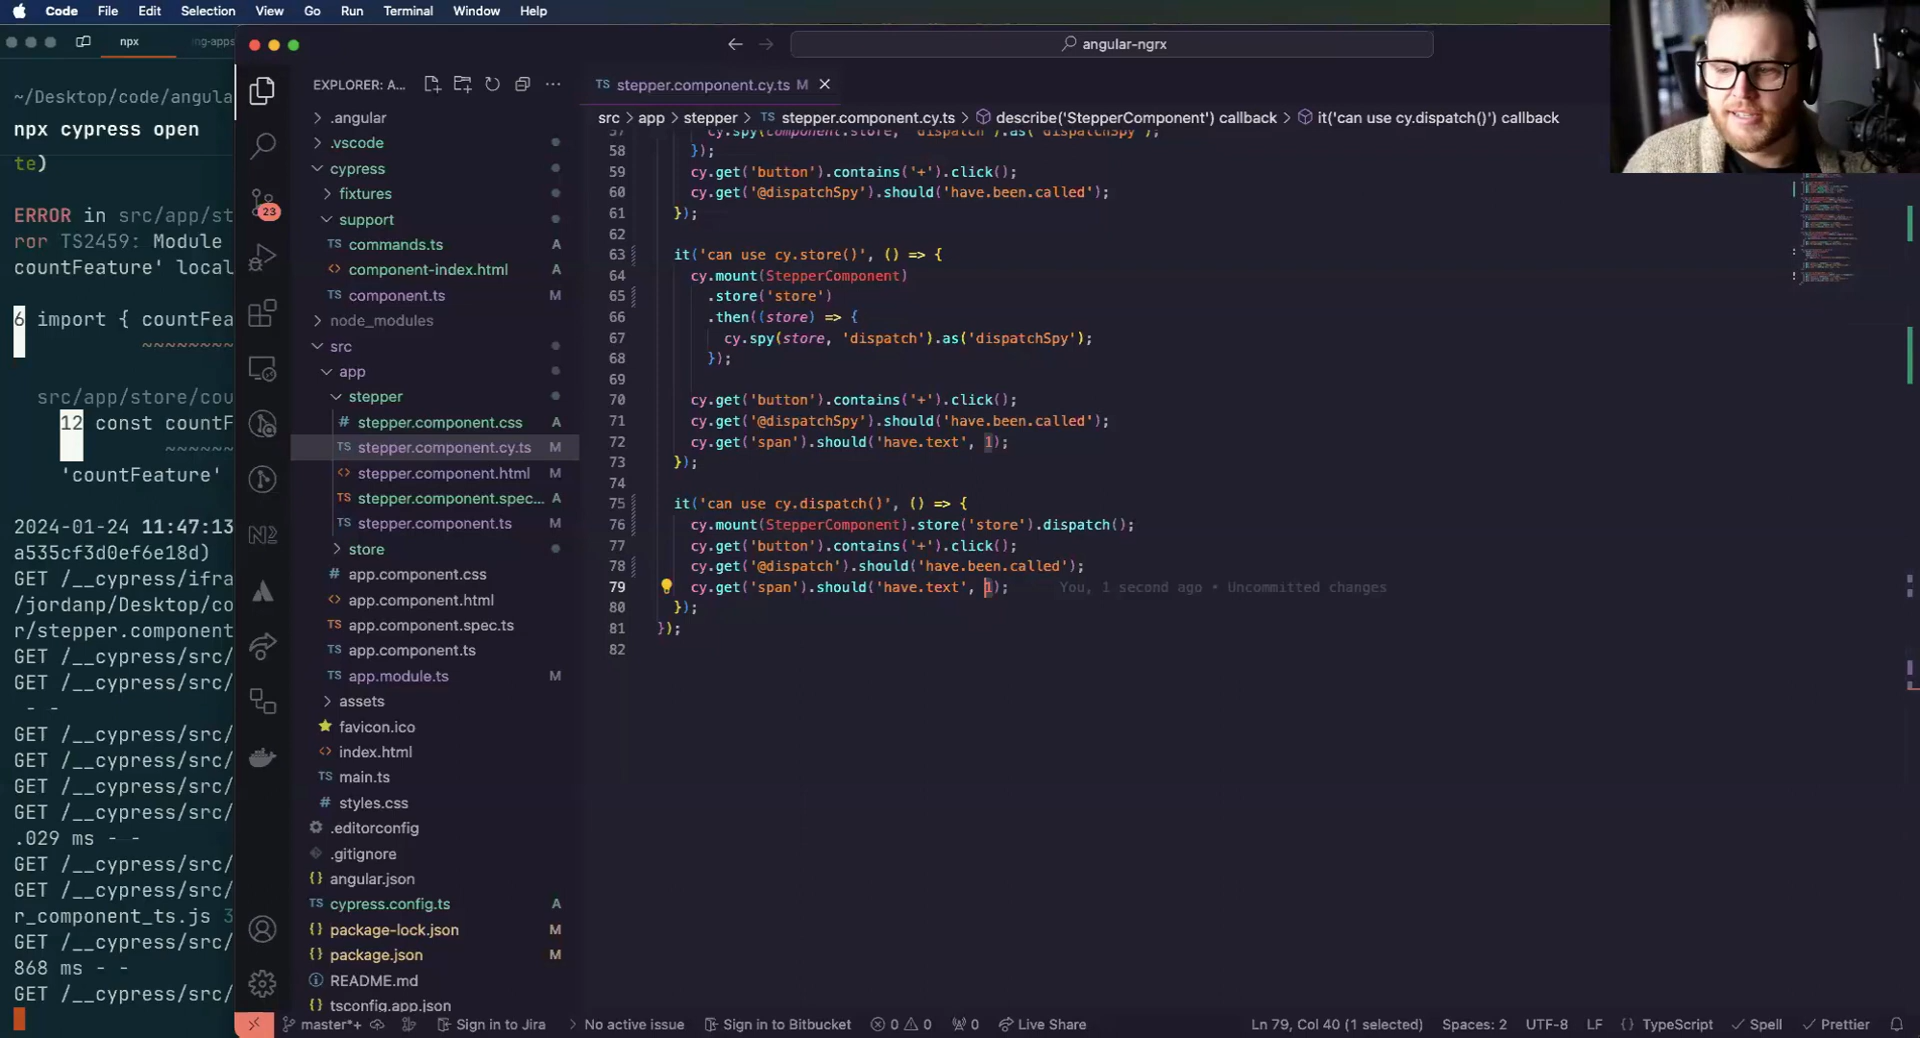 Code File Edit Selection View Go Run Terminal Window Help
npx
ng-apps
angular-ngrx
~/Desktop/code/angula
npx cypress open
te)
ERROR in src/app/st
ror TS2459: Module
countFeature' local
6 import { countFea
~~~~~~~~
src/app/store/cou
12 const countF
~~~~~~~
'countFeature'
2024-01-24 11:47:13
a535cf3d0ef6e18d)
GET /__cypress/ifra
/jordanp/Desktop/co
r/stepper.component
GET /__cypress/src/
GET /__cypress/src/
- -
GET /__cypress/src/
GET /__cypress/src/
GET /__cypress/src/
GET /__cypress/src/
.029 ms - -
GET /__cypress/src/
GET /__cypress/src/
r_component_ts.js 3
GET /__cypress/src/
868 ms - -
GET /__cypress/src/
23
EXPLORER: A...
.angular
.vscode
cypress
fixtures
support
TS commands.ts A
<> component-index.html A
TS component.ts M
node_modules
src
app
stepper
# stepper.component.css A
TS stepper.component.cy.ts M
<> stepper.component.html M
TS stepper.component.spec... A
TS stepper.component.ts M
store
# app.component.css
<> app.component.html
TS app.component.spec.ts
TS app.component.ts
TS app.module.ts M
assets
favicon.ico
<> index.html
TS main.ts
# styles.css
.editorconfig
.gitignore
{} angular.json
TS cypress.config.ts A
{} package-lock.json M
{} package.json M
README.md
tsconfig.app.json
TS stepper.component.cy.ts M
src > app > stepper > TS stepper.component.cy.ts > describe('StepperComponent') callback > it('can use cy.dispatch()') callback
57 cy.spy(component.store, 'dispatch').as('dispatchSpy');
58 });
59 cy.get('button').contains('+').click();
60 cy.get('@dispatchSpy').should('have.been.called');
61 });
62
63 it('can use cy.store()', () => {
64 cy.mount(StepperComponent)
65 .store('store')
66 .then((store) => {
67 cy.spy(store, 'dispatch').as('dispatchSpy');
68 });
69
70 cy.get('button').contains('+').click();
71 cy.get('@dispatchSpy').should('have.been.called');
72 cy.get('span').should('have.text', 1);
73 });
74
75 it('can use cy.dispatch()', () => {
76 cy.mount(StepperComponent).store('store').dispatch();
77 cy.get('button').contains('+').click();
78 cy.get('@dispatch').should('have.been.called');
79 cy.get('span').should('have.text', 1); You, 1 second ago • Uncommitted changes
80 });
81 });
82
master*+ Sign in to Jira No active issue Sign in to Bitbucket 0 0 0 Live Share Ln 79, Col 40 (1 selected) Spaces: 2 UTF-8 LF {} TypeScript Spell Prettier